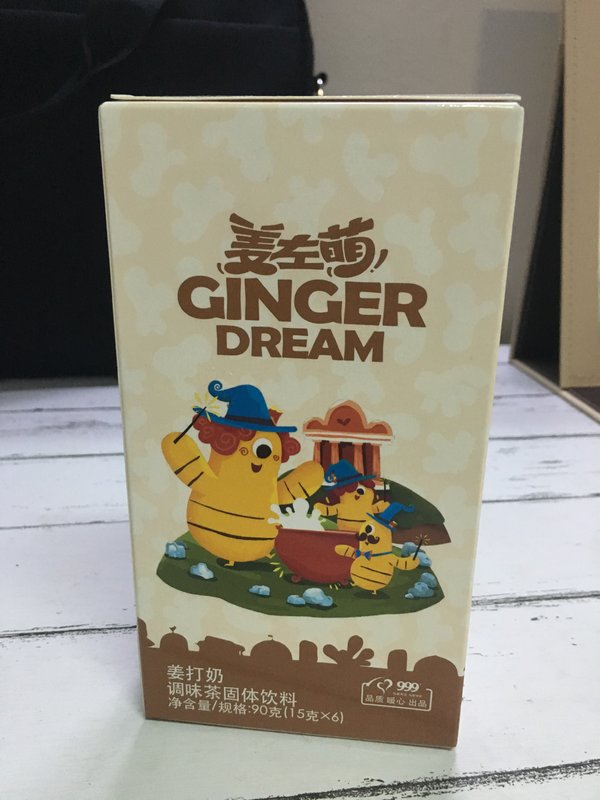 姜左萌
GINGER
DREAM
姜打奶
调味茶固体饮料
净含量/规格:90克(15克×6)
999
品质 暖心 出品